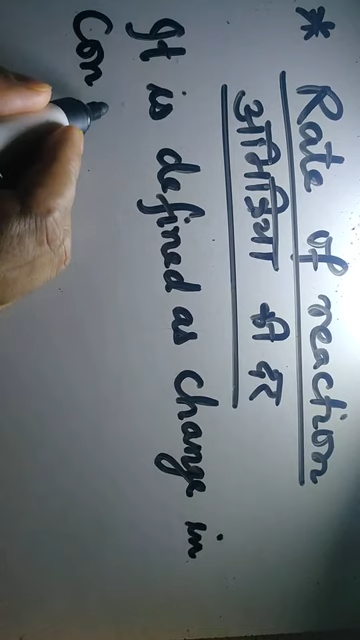 * Rate of reaction
अभिक्रिया की दर
It is defined as change in
Con